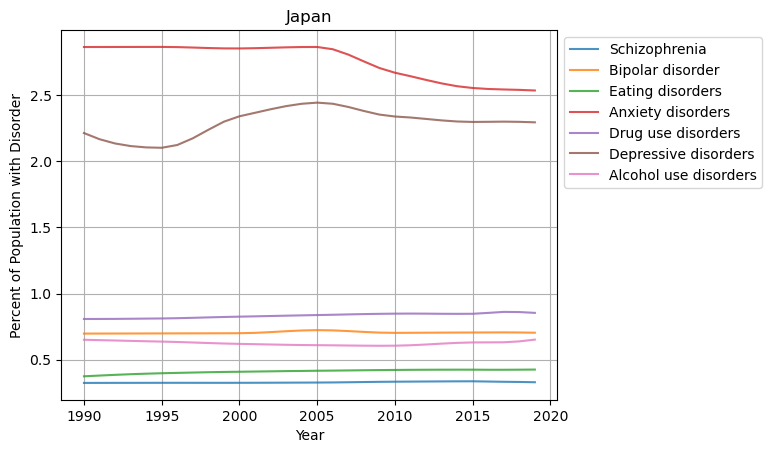 Japan
Percent of Population with Disorder
2.5
2.0
1.5
1.0
0.5
1990
1995
2000
2005
2010
2015
2020
Year
Schizophrenia
Bipolar disorder
Eating disorders
Anxiety disorders
Drug use disorders
Depressive disorders
Alcohol use disorders